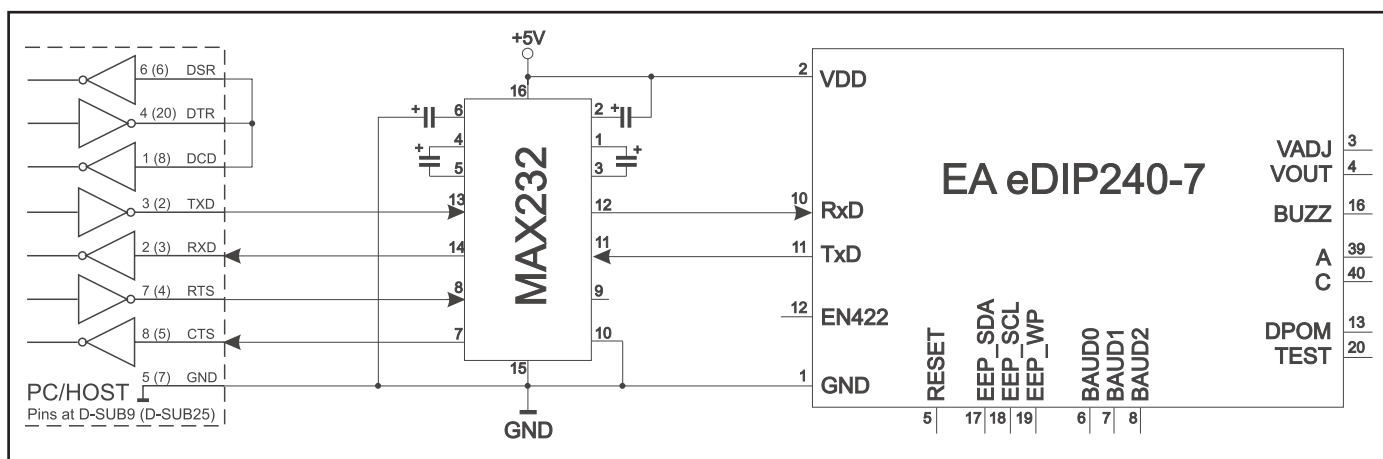 +5V
6 (6) DSR
4 (20) DTR
1 (8) DCD
3 (2) TXD
2 (3) RXD
7 (4) RTS
8 (5) CTS
5 (7) GND
PC/HOST
Pins at D-SUB9 (D-SUB25)
16
+ 6
2 +
4
+
5
1
+
3
13
12
14
11
8
9
7
10
15
MAX232
GND
EA eDIP240-7
2 VDD
10 RxD
11 TxD
12 EN422
1 GND
RESET
5
EEP_SDA
17
EEP_SCL
18
EEP_WP
19
BAUD0
6
BAUD1
7
BAUD2
8
VADJ 3
VOUT 4
BUZZ 16
A 39
C 40
DPOM 13
TEST 20